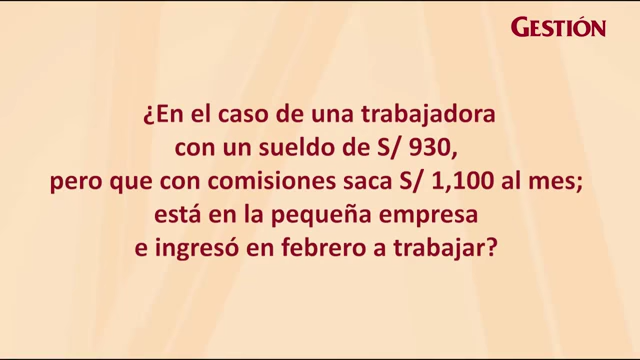 GESTIÓN
¿En el caso de una trabajadora
con un sueldo de S/ 930,
pero que con comisiones saca S/ 1,100 al mes;
está en la pequeña empresa
e ingresó en febrero a trabajar?